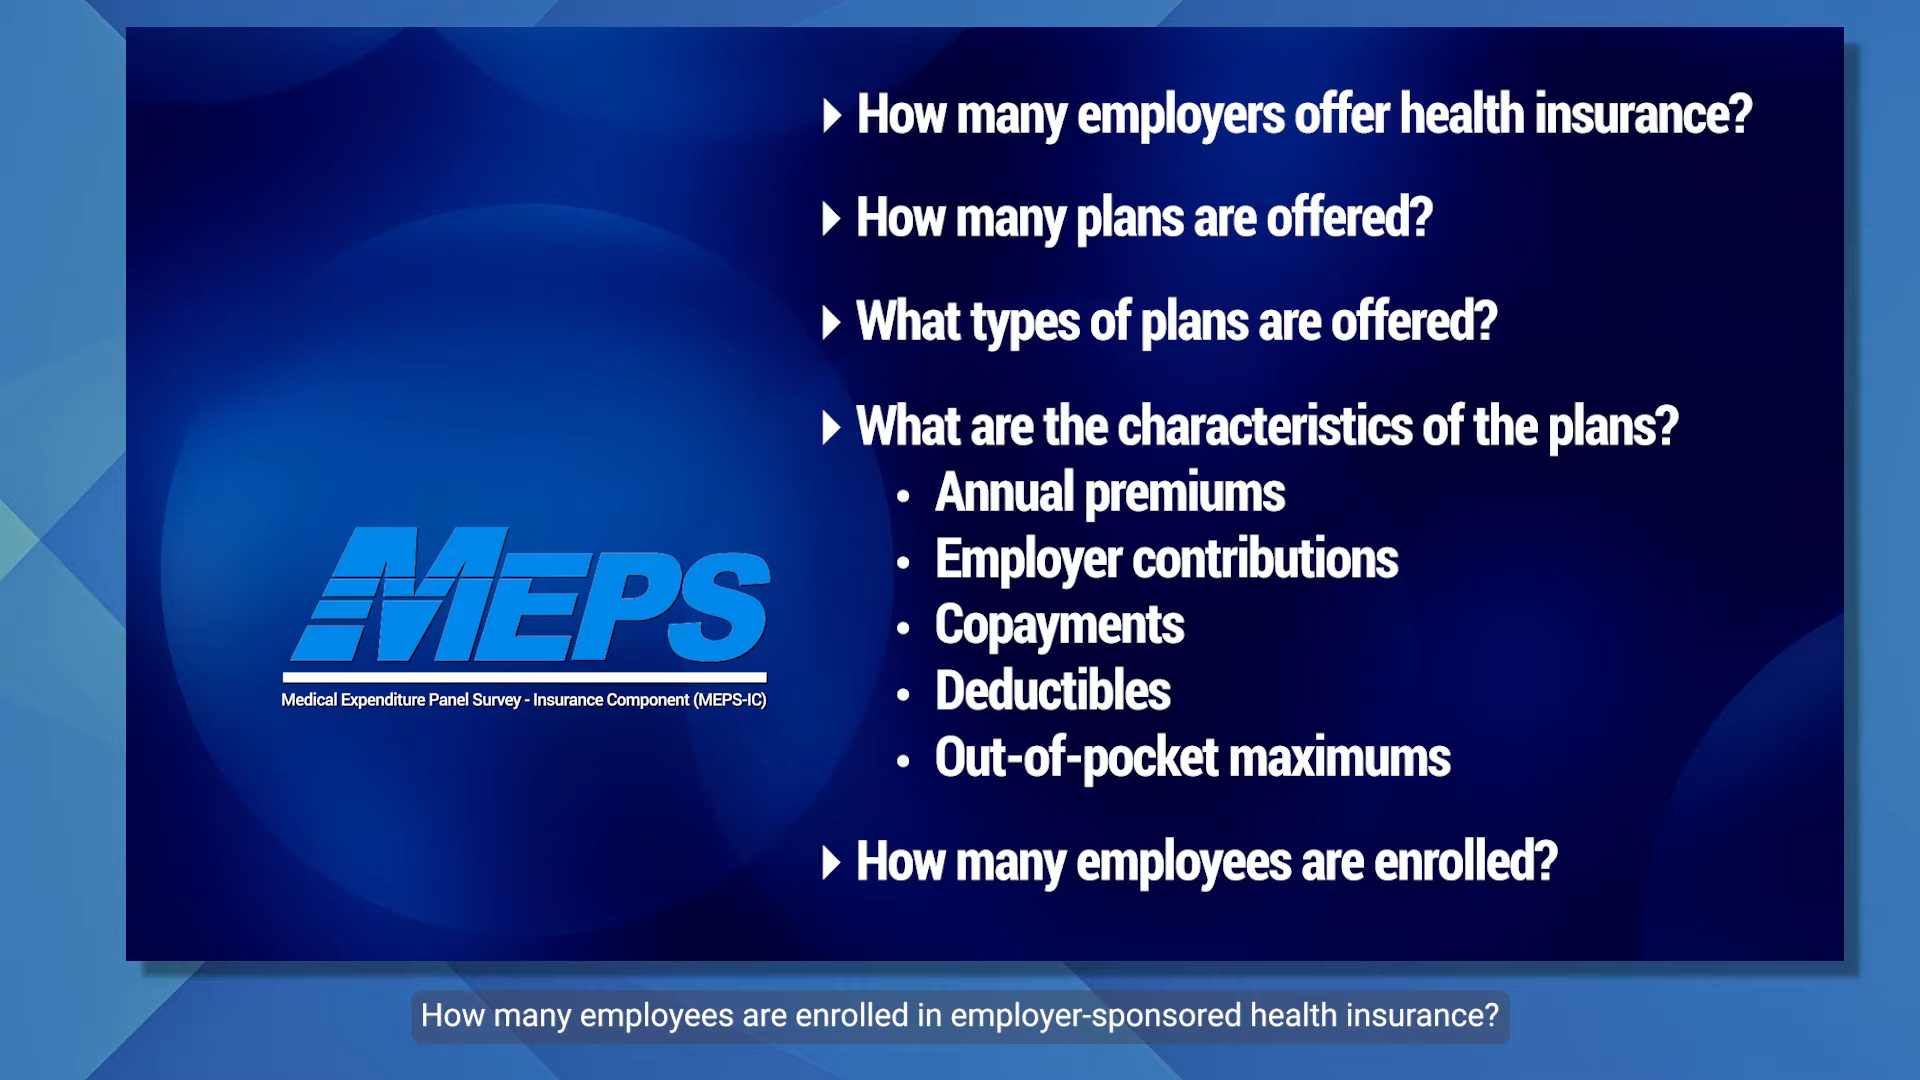 How many employers offer health insurance?
How many plans are offered?
What types of plans are offered?
What are the characteristics of the plans?
• Annual premiums
• Employer contributions
• Copayments
• Deductibles
• Out-of-pocket maximums
How many employees are enrolled?
MEPS
Medical Expenditure Panel Survey - Insurance Component (MEPS-IC)
How many employees are enrolled in employer-sponsored health insurance?